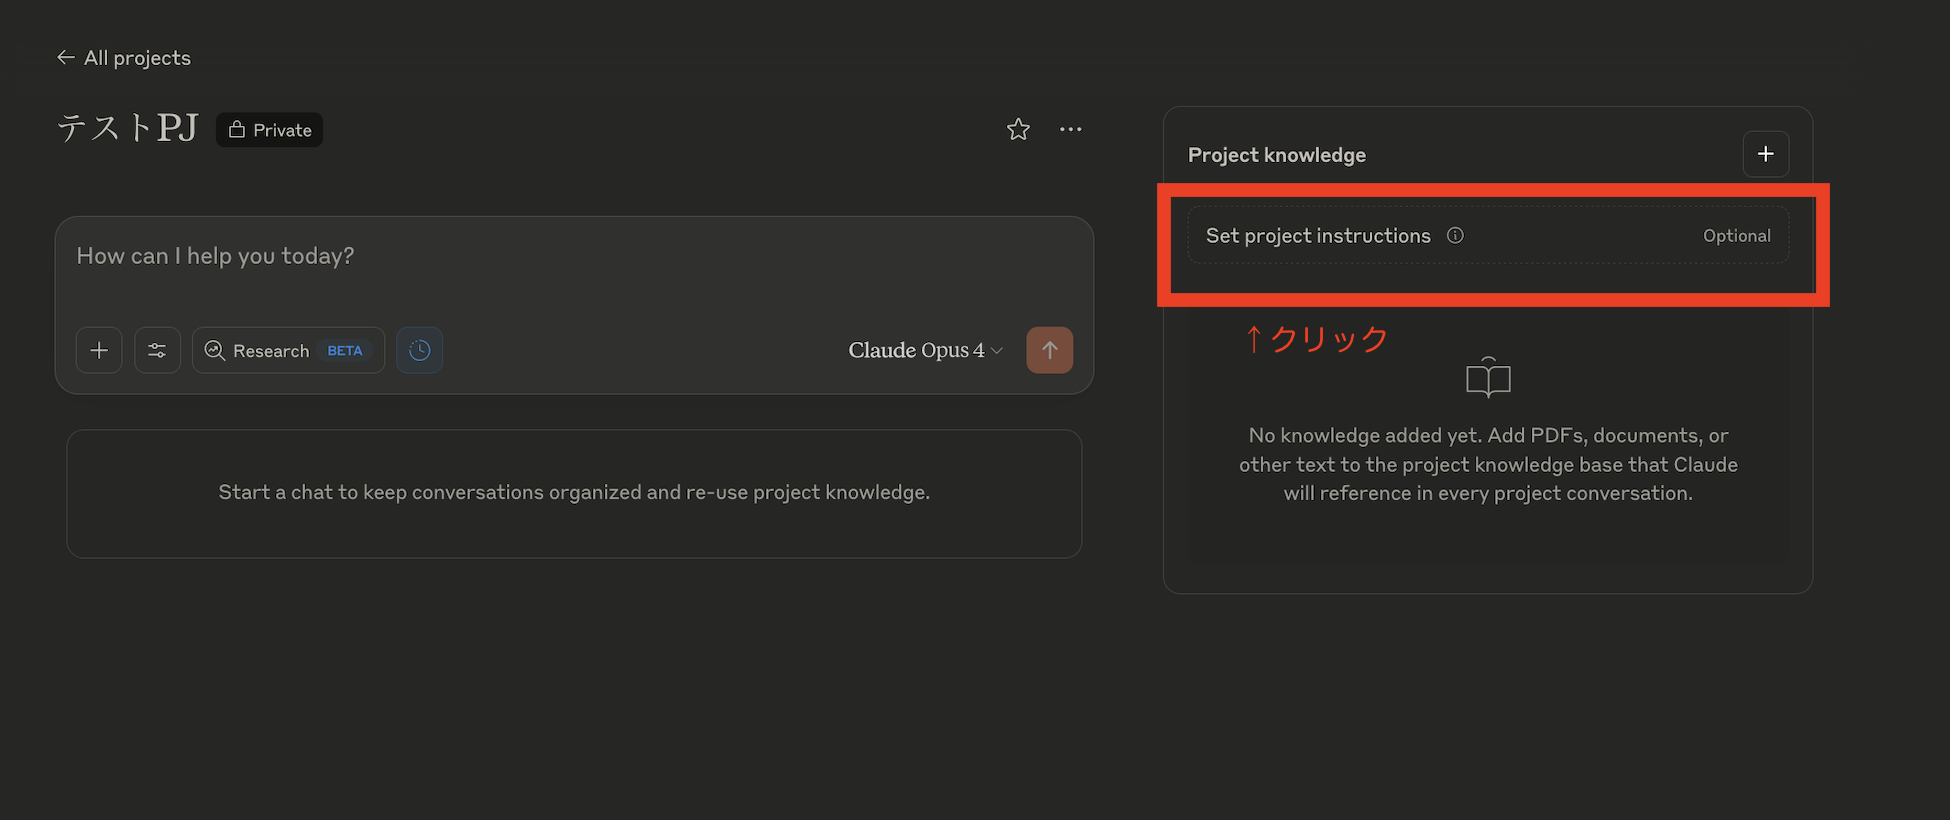 All projects
テストPJ Private
Project knowledge
Set project instructions Optional
↑クリック
How can I help you today?
Research BETA
Claude Opus 4
No knowledge added yet. Add PDFs, documents, or
other text to the project knowledge base that Claude
will reference in every project conversation.
Start a chat to keep conversations organized and re-use project knowledge.